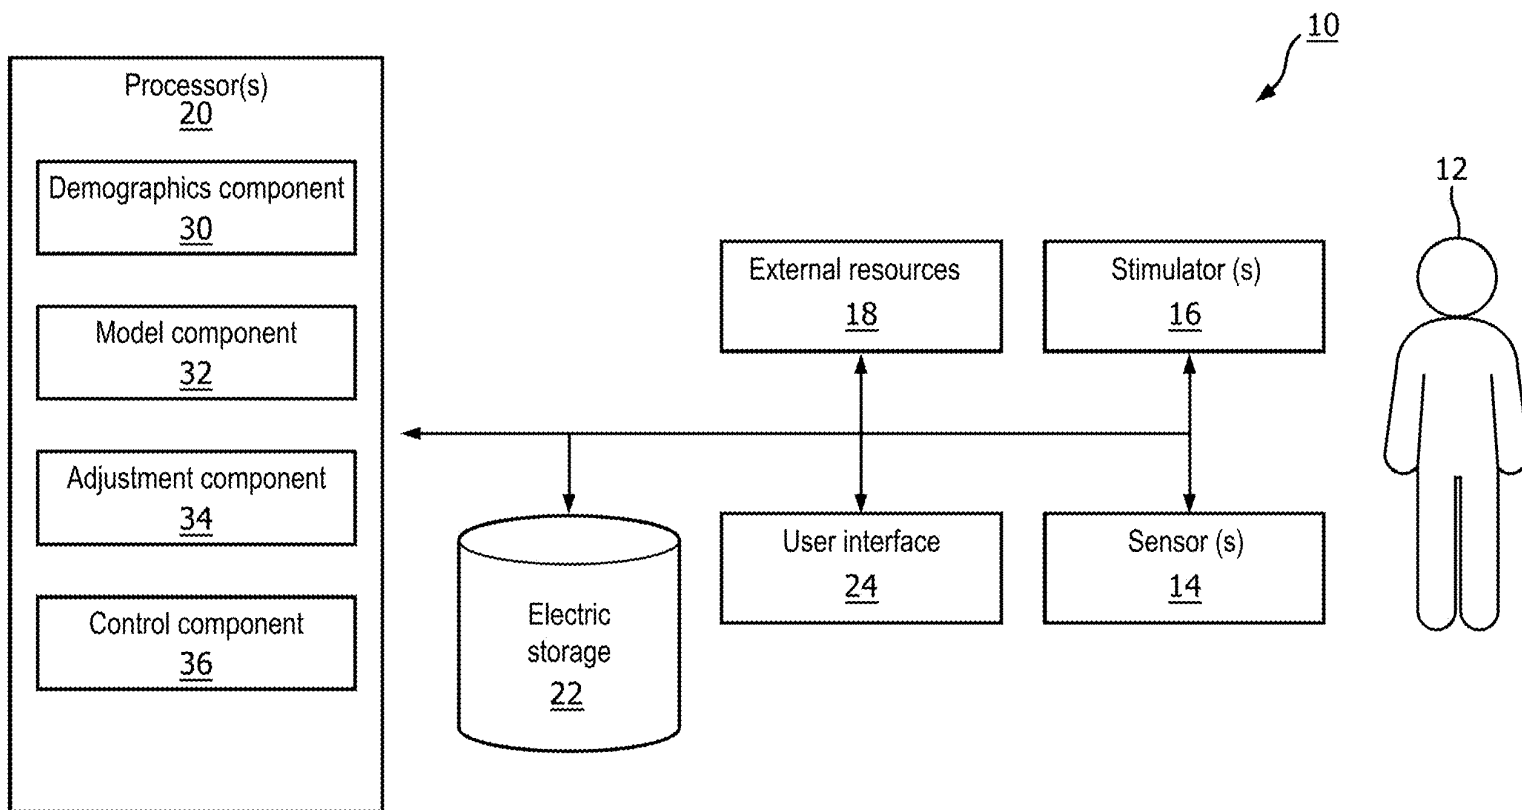 10
Processor(s)
20
Demographics component
30
Model component
32
Adjustment component
34
Control component
36
External resources
18
Stimulator (s)
16
12
User interface
24
Sensor (s)
14
Electric
storage
22